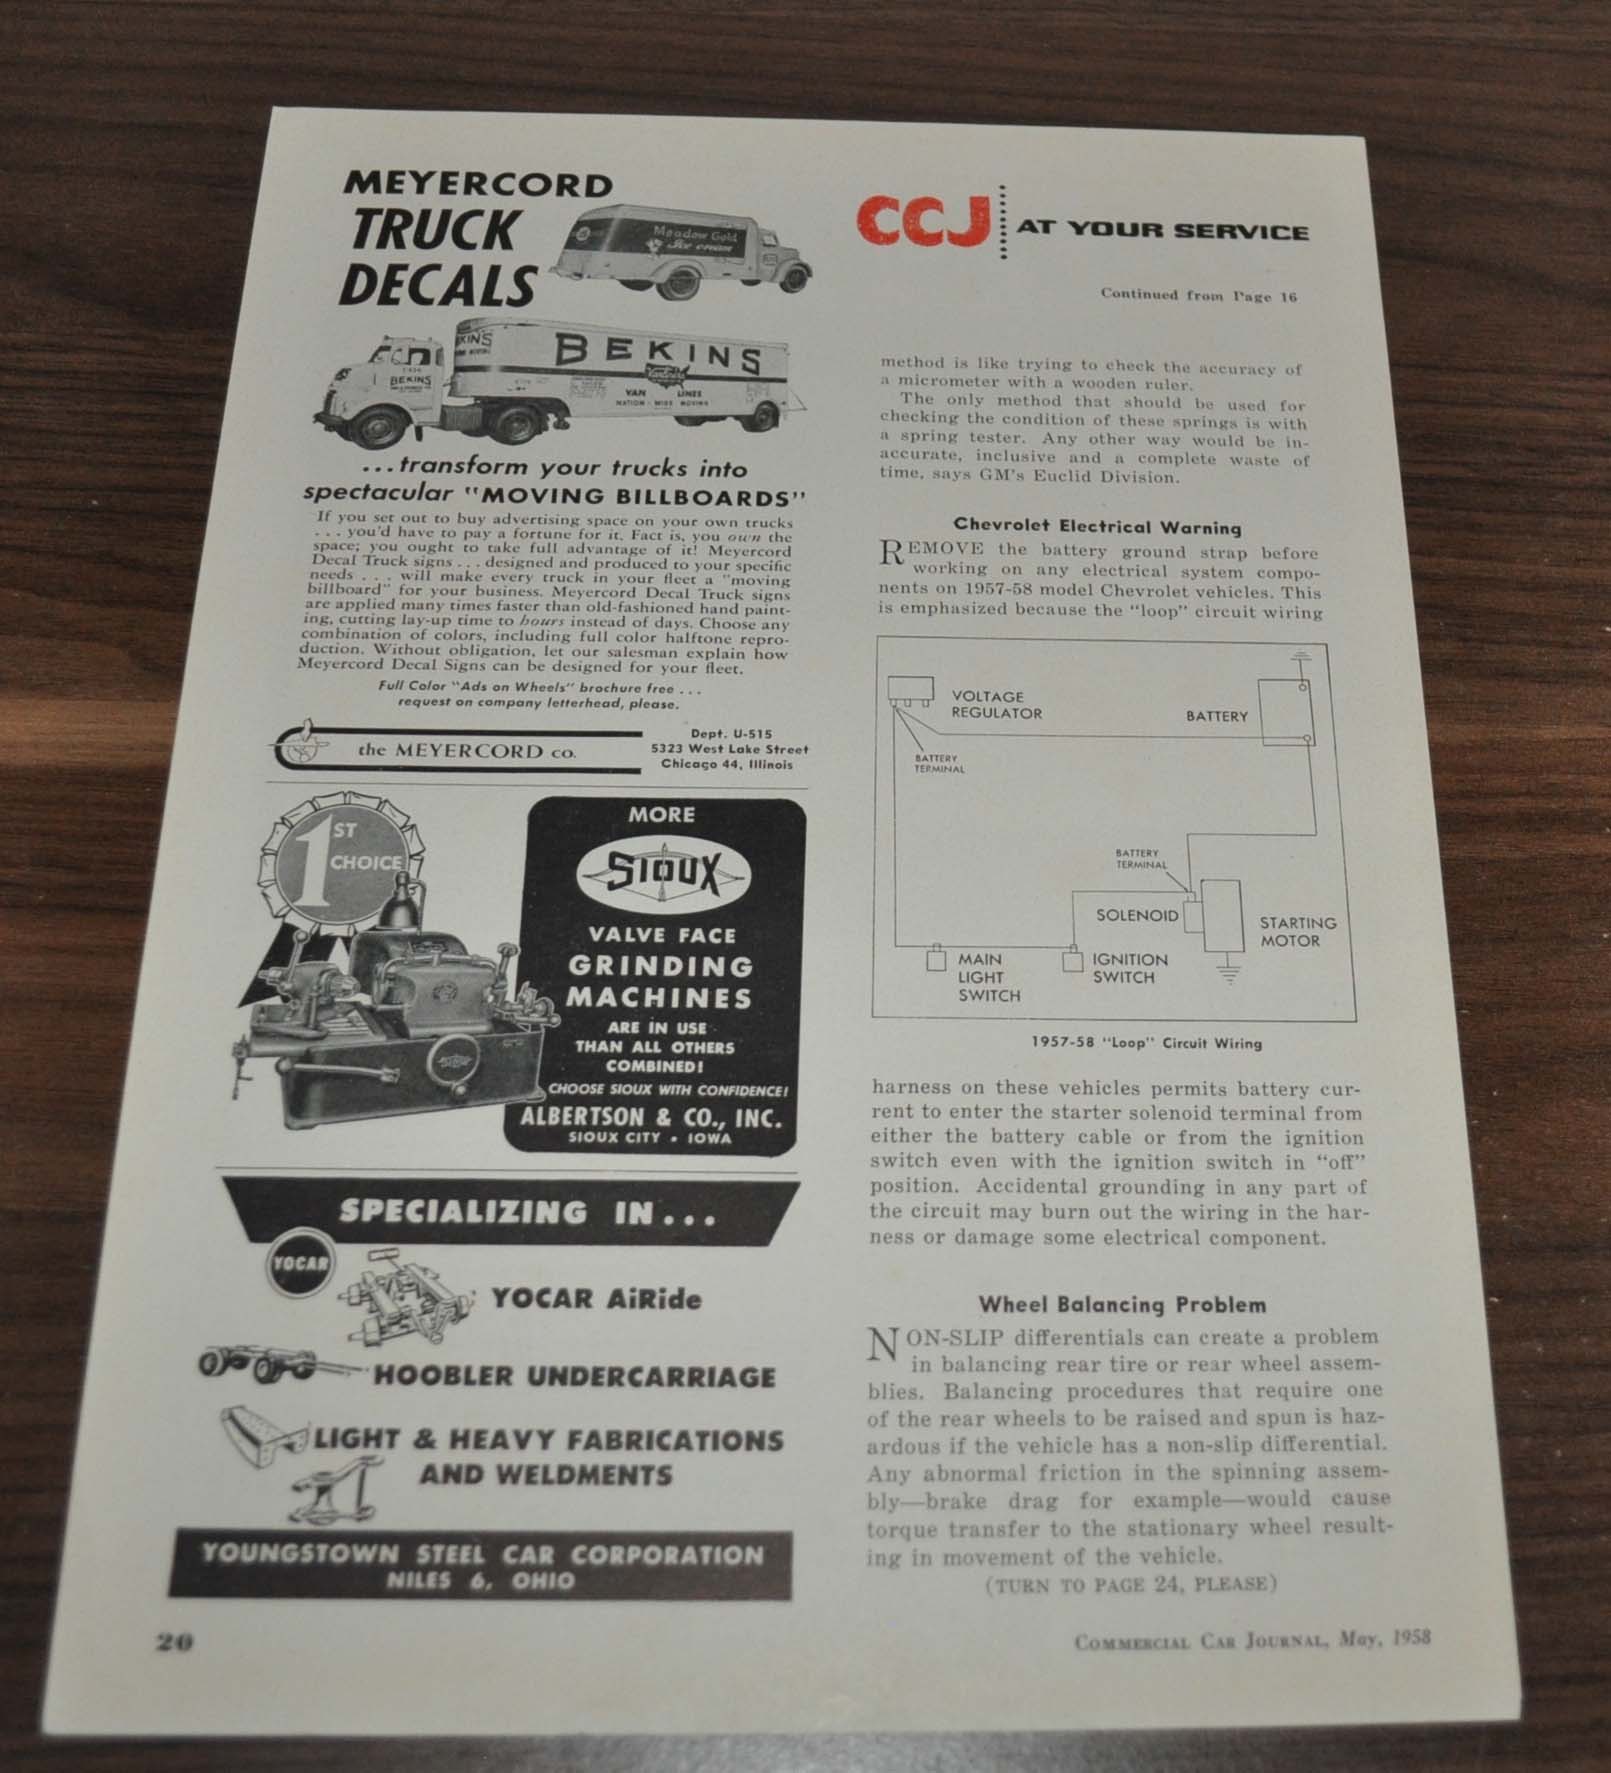 MEYERCORD
TRUCK
DECALS
Meadow Gold
Ice cream
BEKINS
BEKINS
VAN LINES
NATION - WIDE MOVING
...transform your trucks into
spectacular "MOVING BILLBOARDS"
If you set out to buy advertising space on your own trucks
. . . you'd have to pay a fortune for it. Fact is, you own the
space; you ought to take full advantage of it! Meyercord
Decal Truck signs . . . designed and produced to your specific
needs . . . will make every truck in your fleet a "moving
billboard" for your business. Meyercord Decal Truck signs
are applied many times faster than old-fashioned hand paint-
ing, cutting lay-up time to hours instead of days. Choose any
combination of colors, including full color halftone repro-
duction. Without obligation, let our salesman explain how
Meyercord Decal Signs can be designed for your fleet.
Full Color "Ads on Wheels" brochure free . . .
request on company letterhead, please.
the MEYERCORD co.
Dept. U-515
5323 West Lake Street
Chicago 44, Illinois
1ST
CHOICE
MORE
SIOUX
VALVE FACE
GRINDING
MACHINES
ARE IN USE
THAN ALL OTHERS
COMBINED!
CHOOSE SIOUX WITH CONFIDENCE!
ALBERTSON & CO., INC.
SIOUX CITY • IOWA
SPECIALIZING IN...
YOCAR
YOCAR AiRide
HOOBLER UNDERCARRIAGE
LIGHT & HEAVY FABRICATIONS
AND WELDMENTS
YOUNGSTOWN STEEL CAR CORPORATION
NILES 6, OHIO
20
CCJ AT YOUR SERVICE
Continued from Page 16
method is like trying to check the accuracy of
a micrometer with a wooden ruler.
The only method that should be used for
checking the condition of these springs is with
a spring tester. Any other way would be in-
accurate, inclusive and a complete waste of
time, says GM's Euclid Division.
Chevrolet Electrical Warning
REMOVE the battery ground strap before
working on any electrical system compo-
nents on 1957-58 model Chevrolet vehicles. This
is emphasized because the "loop" circuit wiring
VOLTAGE
REGULATOR
BATTERY
BATTERY
TERMINAL
BATTERY
TERMINAL
SOLENOID
STARTING
MOTOR
MAIN
LIGHT
SWITCH
IGNITION
SWITCH
1957-58 "Loop" Circuit Wiring
harness on these vehicles permits battery cur-
rent to enter the starter solenoid terminal from
either the battery cable or from the ignition
switch even with the ignition switch in "off"
position. Accidental grounding in any part of
the circuit may burn out the wiring in the har-
ness or damage some electrical component.
Wheel Balancing Problem
NON-SLIP differentials can create a problem
in balancing rear tire or rear wheel assem-
blies. Balancing procedures that require one
of the rear wheels to be raised and spun is haz-
ardous if the vehicle has a non-slip differential.
Any abnormal friction in the spinning assem-
bly—brake drag for example—would cause
torque transfer to the stationary wheel result-
ing in movement of the vehicle.
(TURN TO PAGE 24, PLEASE)
COMMERCIAL CAR JOURNAL, May, 1958